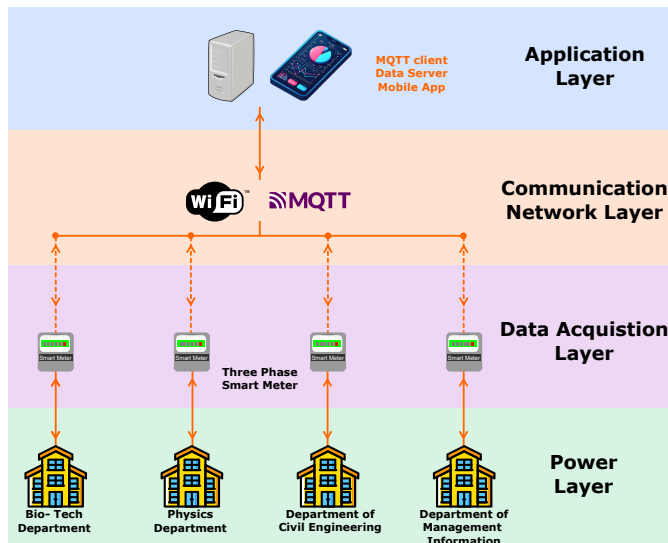 MQTT client
Data Server
Mobile App
Application
Layer
WiFi™
MQTT
Communication
Network Layer
Smart Meter
Smart Meter
Smart Meter
Smart Meter
Three Phase
Smart Meter
Data Acquistion
Layer
Bio- Tech
Department
Physics
Department
Department of
Civil Engineering
Department of
Management
Information
Power
Layer